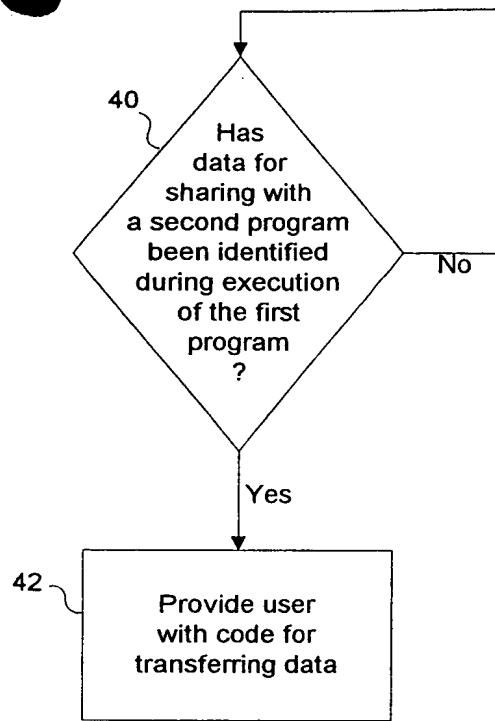 40
Has
data for
sharing with
a second program
been identified
during execution
of the first
program
?
No
Yes
42
Provide user
with code for
transferring data